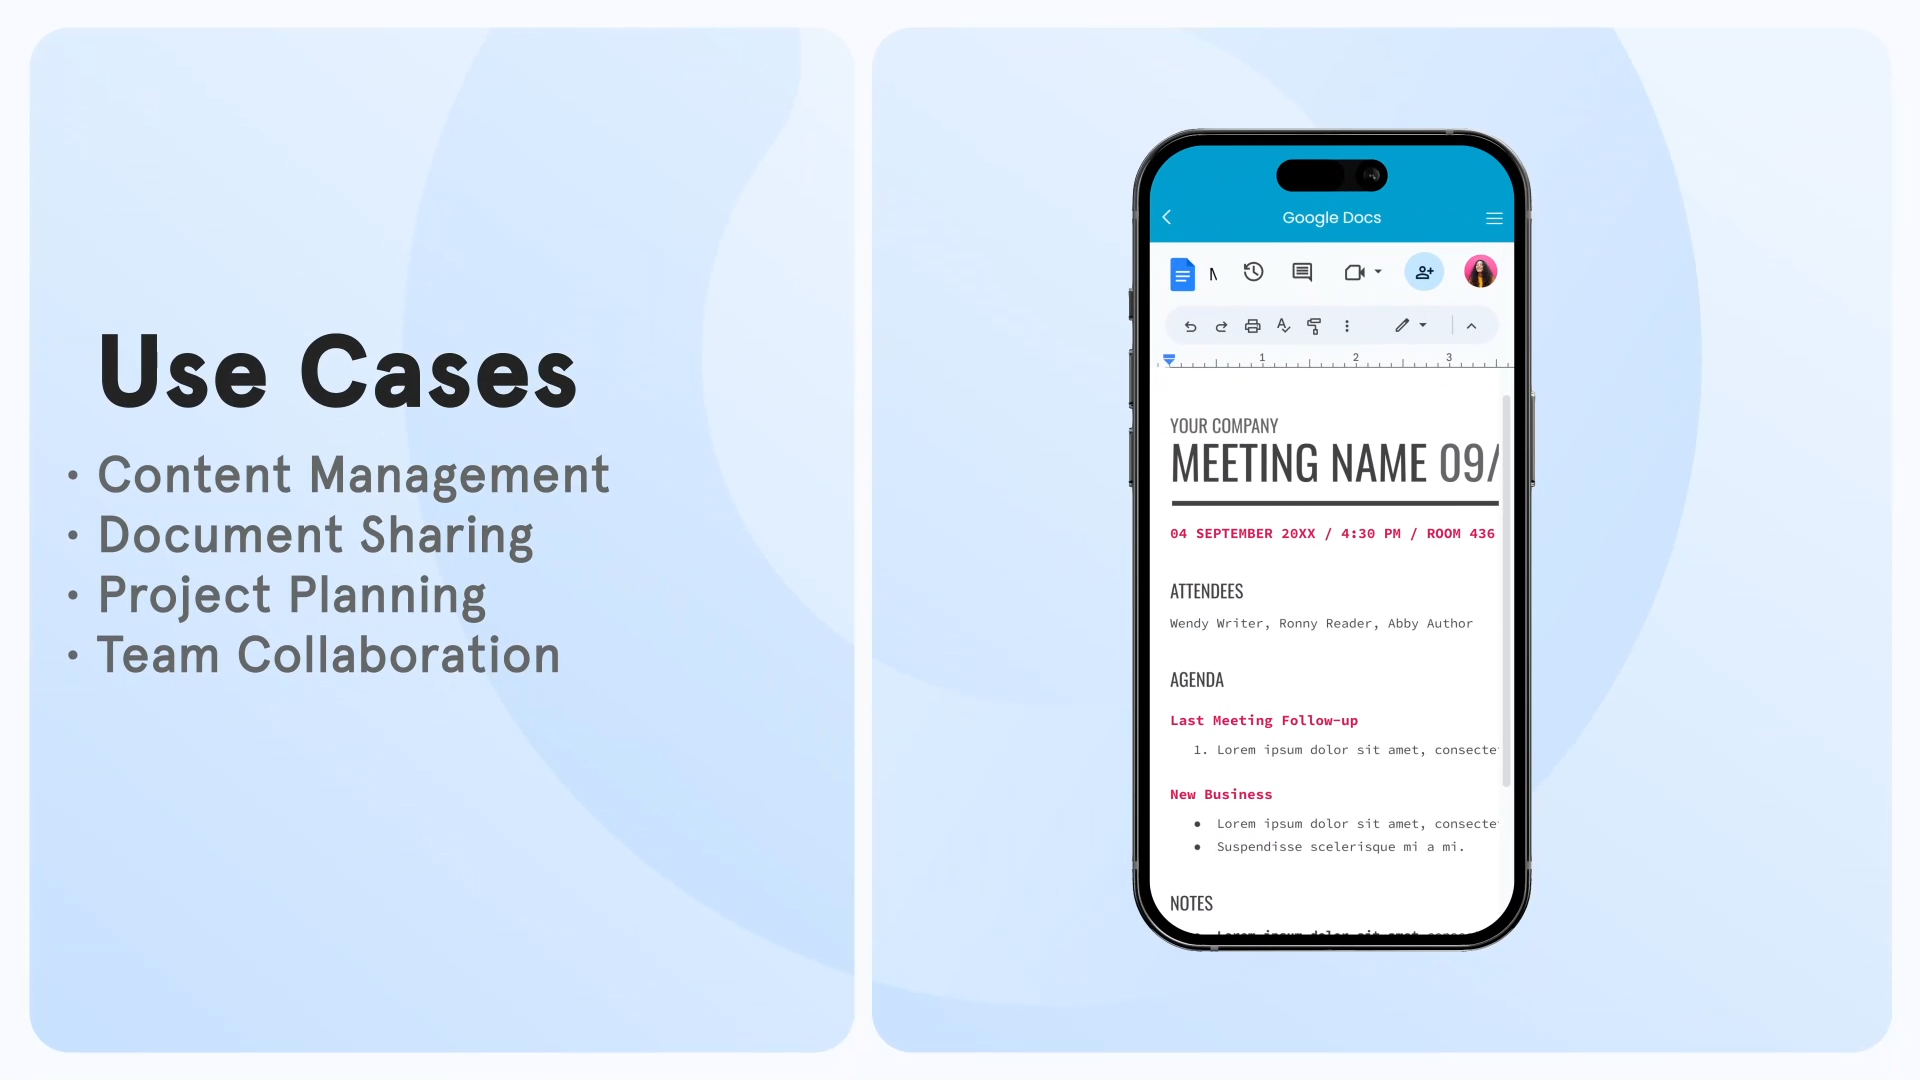 Use Cases
• Content Management
• Document Sharing
• Project Planning
• Team Collaboration
Google Docs
1 2 3
YOUR COMPANY
MEETING NAME 09/
04 SEPTEMBER 20XX / 4:30 PM / ROOM 436
ATTENDEES
Wendy Writer, Ronny Reader, Abby Author
AGENDA
Last Meeting Follow-up
1. Lorem ipsum dolor sit amet,
New Business
● Lorem ipsum dolor sit amet,
● Suspendisse scelerisque mi a mi.
NOTES